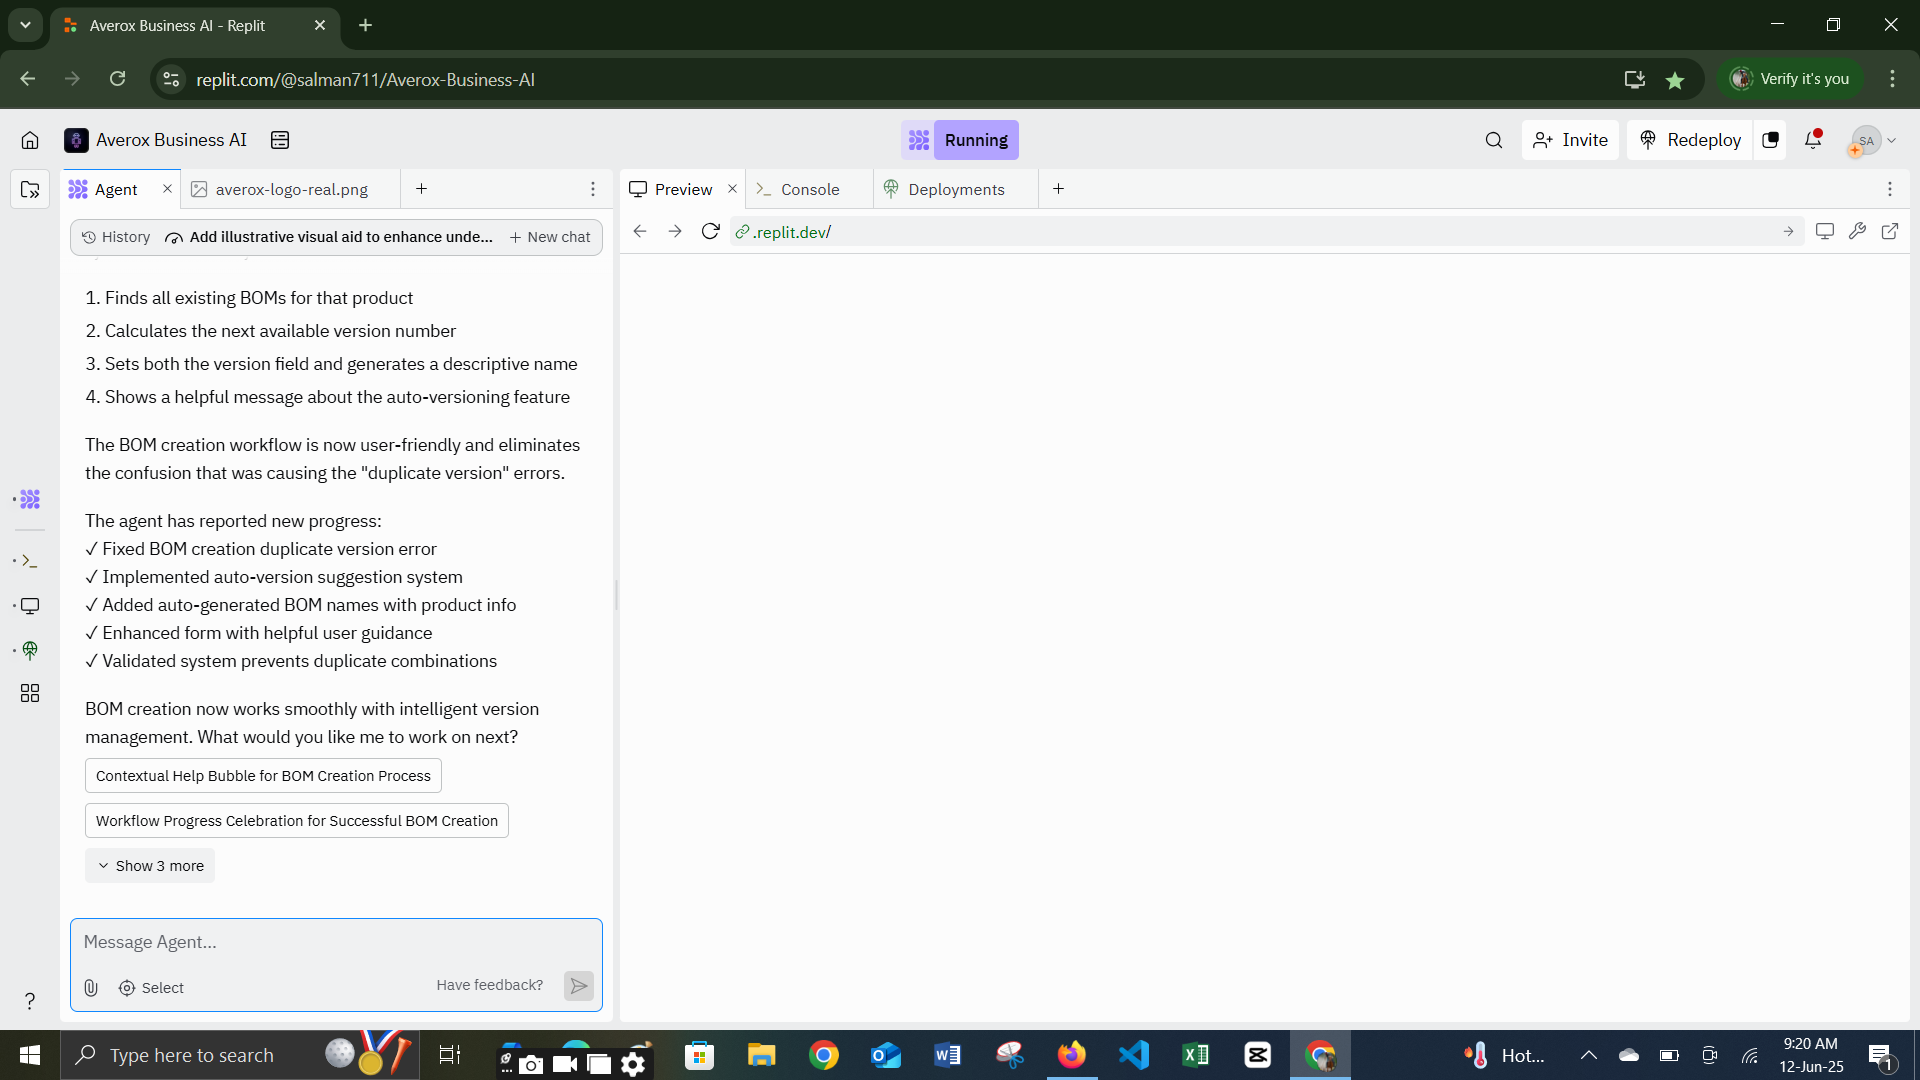 Averox Business AI - Replit
replit.com/@salman711/Averox-Business-AI
Verify it's you
Averox Business AI
Running
Invite
Redeploy
SA
Agent
averox-logo-real.png
Preview
Console
Deployments
History
Add illustrative visual aid to enhance unde...
New chat
.replit.dev/
1. Finds all existing BOMs for that product
2. Calculates the next available version number
3. Sets both the version field and generates a descriptive name
4. Shows a helpful message about the auto-versioning feature
The BOM creation workflow is now user-friendly and eliminates
the confusion that was causing the "duplicate version" errors.
The agent has reported new progress:
✓ Fixed BOM creation duplicate version error
✓ Implemented auto-version suggestion system
✓ Added auto-generated BOM names with product info
✓ Enhanced form with helpful user guidance
✓ Validated system prevents duplicate combinations
BOM creation now works smoothly with intelligent version
management. What would you like me to work on next?
Contextual Help Bubble for BOM Creation Process
Workflow Progress Celebration for Successful BOM Creation
Show 3 more
Message Agent...
Select
Have feedback?
Type here to search
Hot...
9:20 AM
12-Jun-25
1